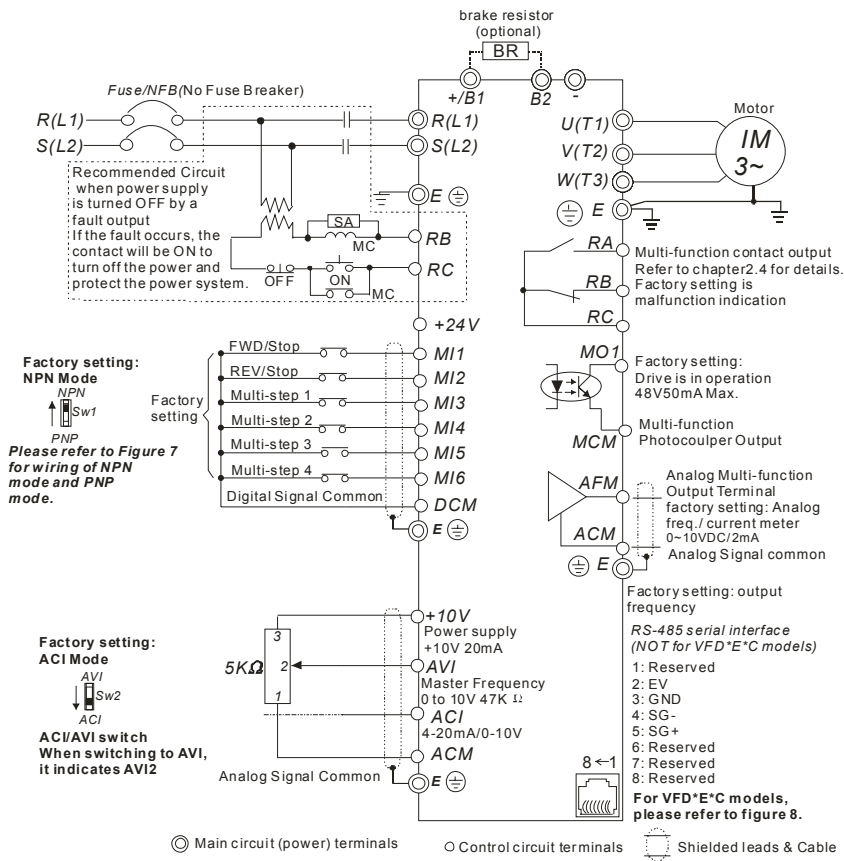 brake resistor
(optional)
BR
+/B1
B2
-
Fuse/NFB(No Fuse Breaker)
R(L1)
S(L2)
R(L1)
S(L2)
E
Recommended Circuit
when power supply
is turned OFF by a
fault output
If the fault occurs, the
contact will be ON to
turn off the power and
protect the power system.
SA
MC
OFF
ON
MC
RB
RC
Motor
IM
3~
U(T1)
V(T2)
W(T3)
E
RA
RB
RC
Multi-function contact output
Refer to chapter2.4 for details.
Factory setting is
malfunction indication
+24V
MI1
MI2
MI3
MI4
MI5
MI6
DCM
E
FWD/Stop
REV/Stop
Multi-step 1
Multi-step 2
Multi-step 3
Multi-step 4
Digital Signal Common
Factory
setting
Factory setting:
NPN Mode
NPN
Sw1
PNP
Please refer to Figure 7
for wiring of NPN
mode and PNP
mode.
MO1
MCM
Factory setting:
Drive is in operation
48V50mA Max.
Multi-function
Photocoulper Output
AFM
ACM
E
Analog Multi-function
Output Terminal
factory setting: Analog
freq./ current meter
0~10VDC/2mA
Analog Signal common
Factory setting: output
frequency
Factory setting:
ACI Mode
AVI
Sw2
ACI
ACI/AVI switch
When switching to AVI,
it indicates AVI2
5KΩ
3
2
1
+10V
Power supply
+10V 20mA
AVI
Master Frequency
0 to 10V 47K Ω
ACI
4-20mA/0-10V
ACM
Analog Signal Common
E
RS-485 serial interface
(NOT for VFD*E*C models)
1: Reserved
2: EV
3: GND
4: SG-
5: SG+
6: Reserved
7: Reserved
8: Reserved
For VFD*E*C models,
please refer to figure 8.
8←1
Main circuit (power) terminals
Control circuit terminals
Shielded leads & Cable